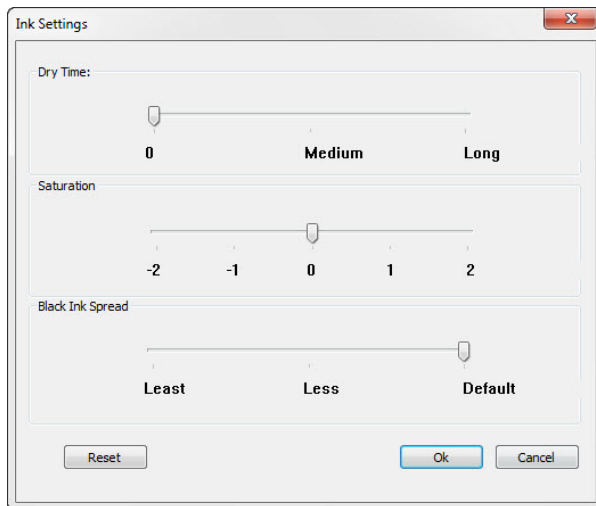 Ink Settings
Dry Time:
0 Medium Long
Saturation
-2 -1 0 1 2
Black Ink Spread
Least Less Default
Reset Ok Cancel